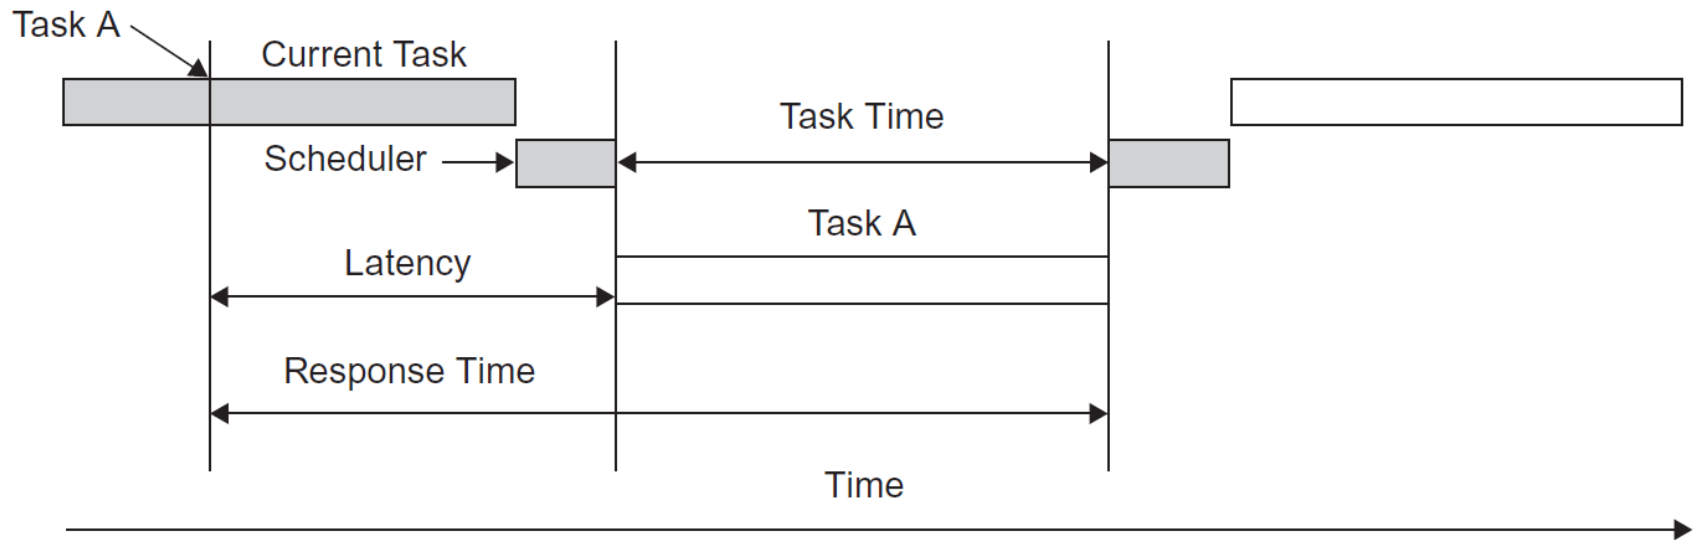 Task A
Current Task
Task Time
Scheduler
Task A
Latency
Response Time
Time